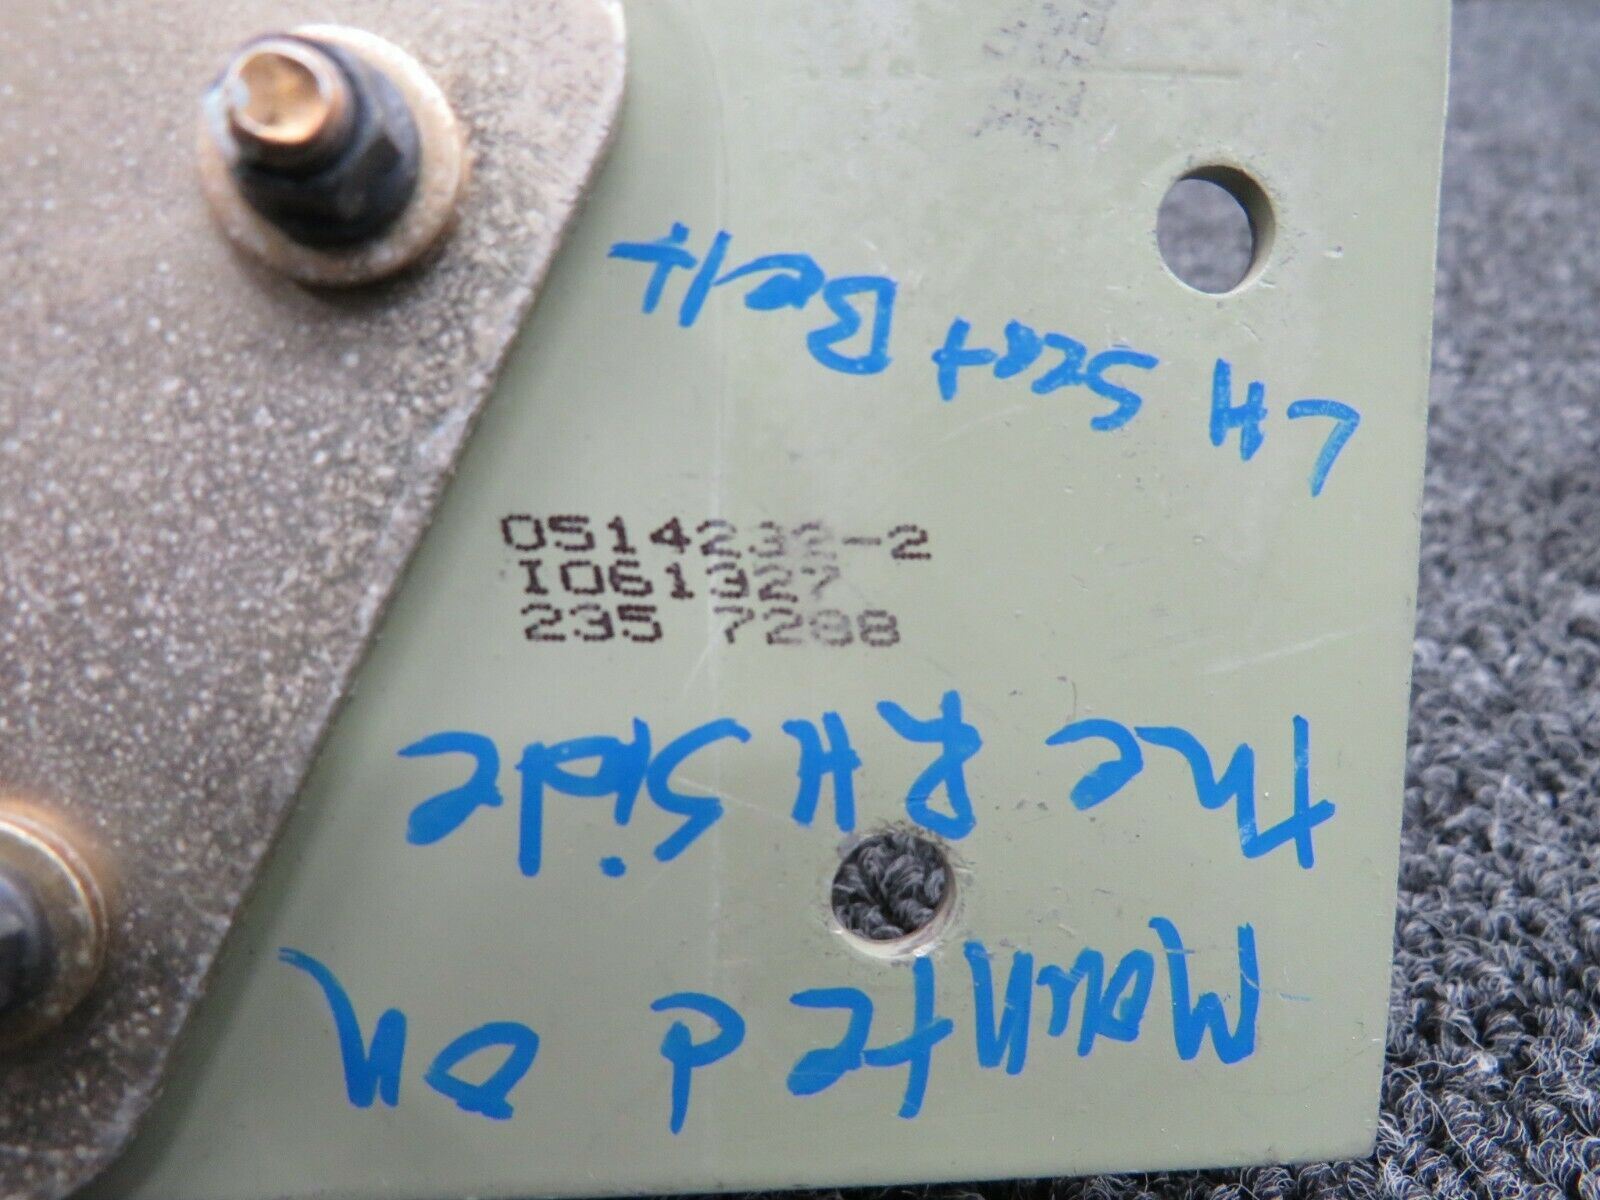 0514232-2
I061327
235 7288
Mounted on
the RH Side
LH Seat Belt